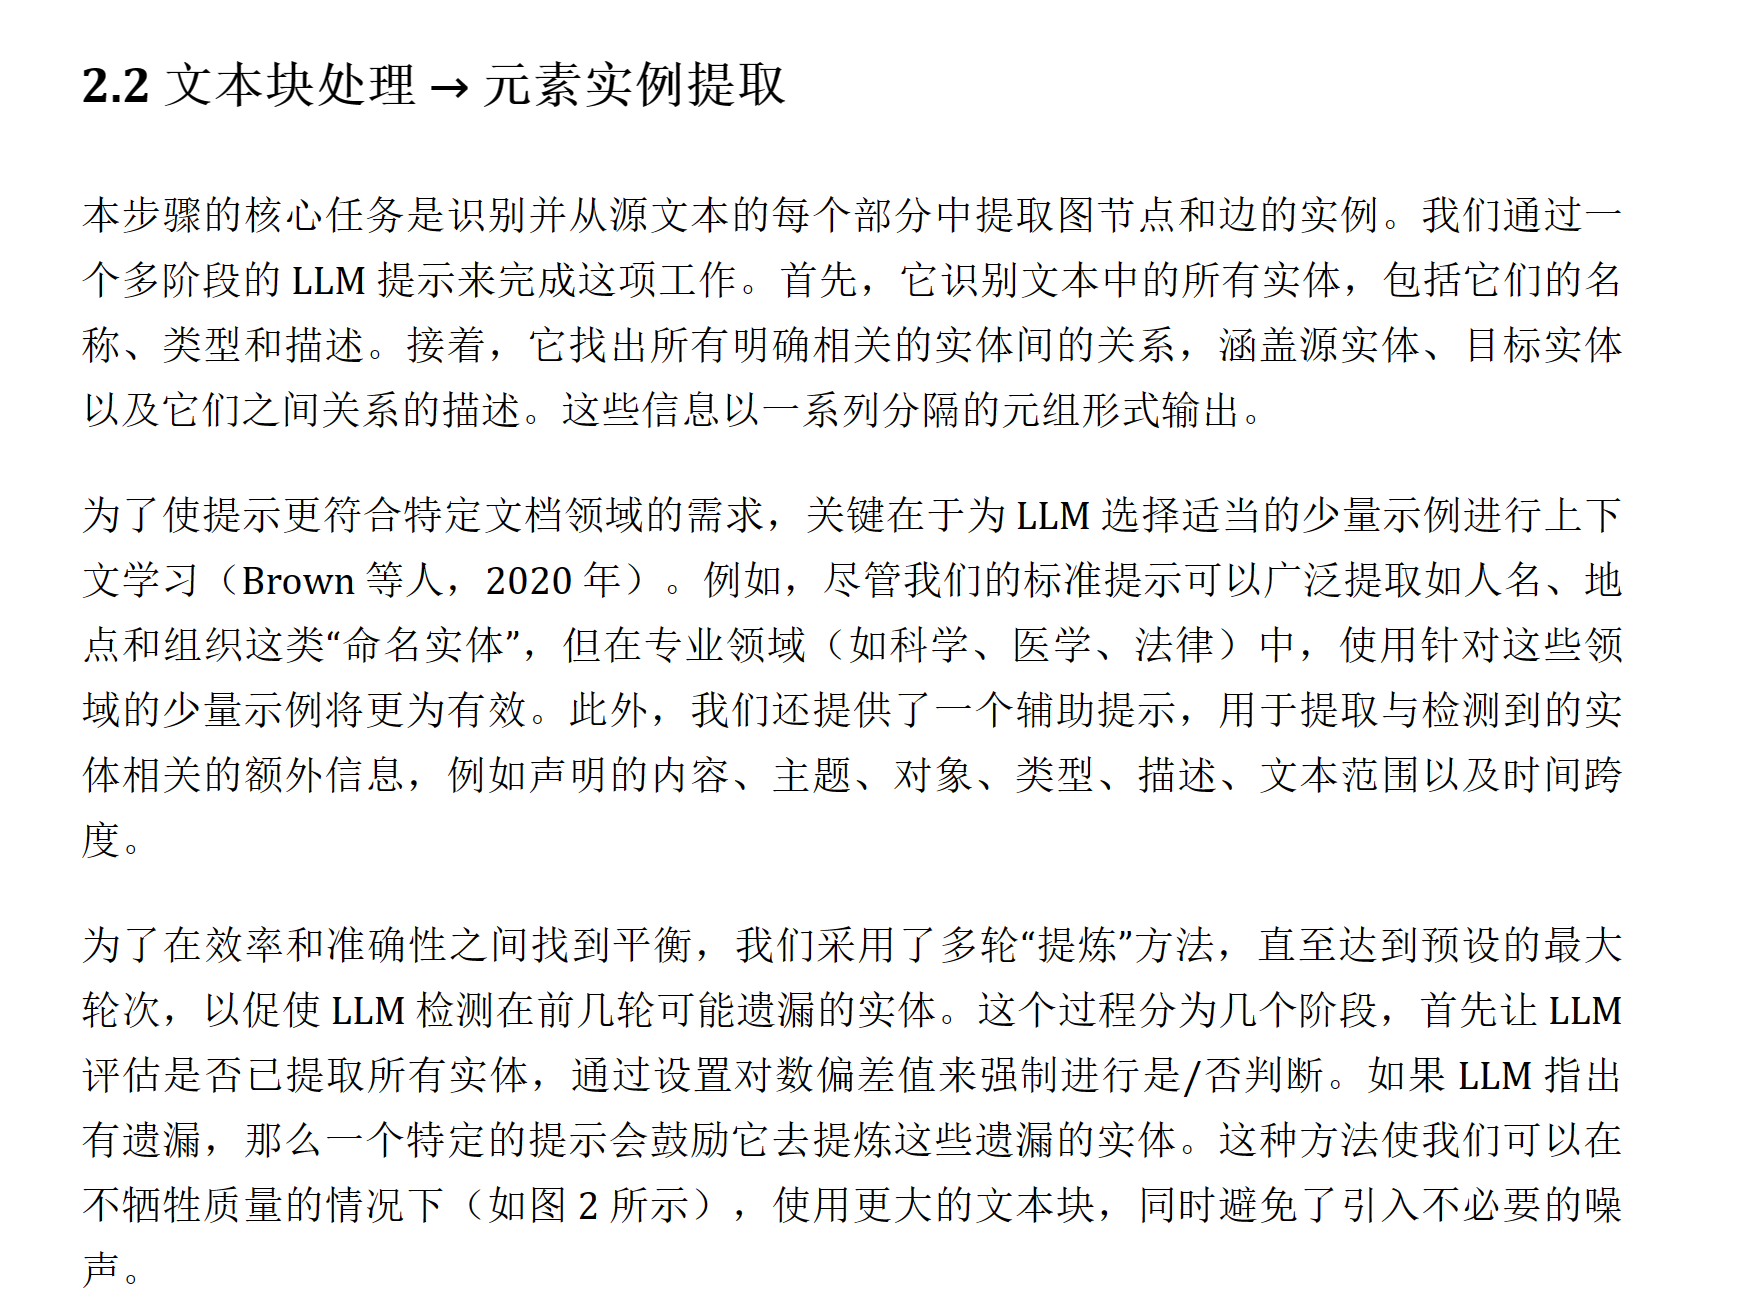 2.2 文本块处理 → 元素实例提取
本步骤的核心任务是识别并从源文本的每个部分中提取图节点和边的实例。我们通过一
个多阶段的 LLM 提示来完成这项工作。首先，它识别文本中的所有实体，包括它们的名
称、类型和描述。接着，它找出所有明确相关的实体间的关系，涵盖源实体、目标实体
以及它们之间关系的描述。这些信息以一系列分隔的元组形式输出。
为了使提示更符合特定文档领域的需求，关键在于为 LLM 选择适当的少量示例进行上下
文学习（Brown 等人，2020 年）。例如，尽管我们的标准提示可以广泛提取如人名、地
点和组织这类“命名实体”，但在专业领域（如科学、医学、法律）中，使用针对这些领
域的少量示例将更为有效。此外，我们还提供了一个辅助提示，用于提取与检测到的实
体相关的额外信息，例如声明的内容、主题、对象、类型、描述、文本范围以及时间跨
度。
为了在效率和准确性之间找到平衡，我们采用了多轮“提炼”方法，直至达到预设的最大
轮次，以促使 LLM 检测在前几轮可能遗漏的实体。这个过程分为几个阶段，首先让 LLM
评估是否已提取所有实体，通过设置对数偏差值来强制进行是/否判断。如果 LLM 指出
有遗漏，那么一个特定的提示会鼓励它去提炼这些遗漏的实体。这种方法使我们可以在
不牺牲质量的情况下（如图 2 所示），使用更大的文本块，同时避免了引入不必要的噪
声。